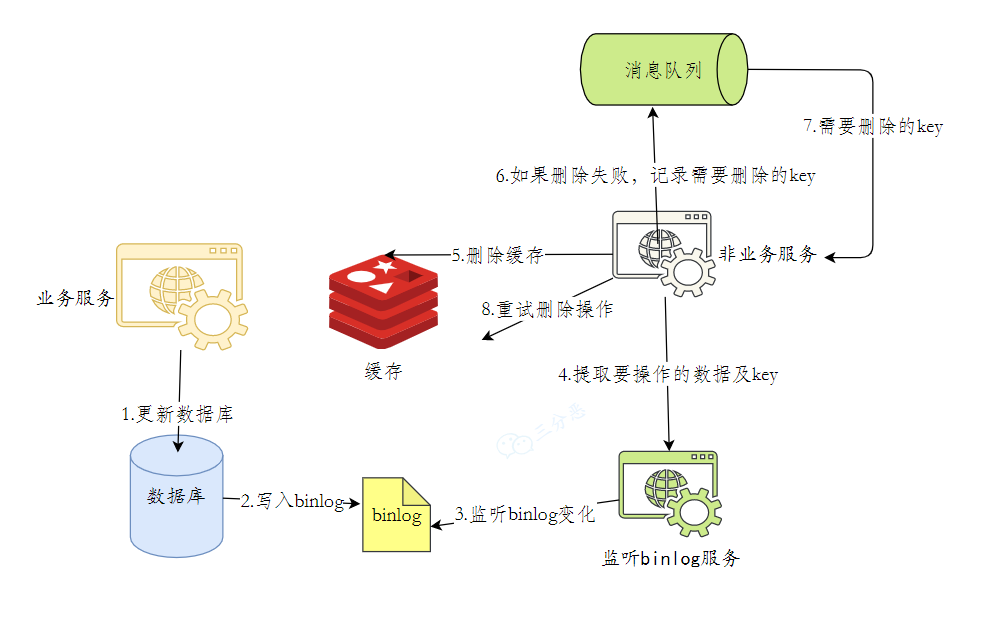 消息队列
7.需要删除的key
6.如果删除失败，记录需要删除的key
5.删除缓存
非业务服务
业务服务
8.重试删除操作
缓存
4.提取要操作的数据及key
1.更新数据库
三分恶
数据库
2.写入binlog
binlog
3.监听binlog变化
监听binlog服务